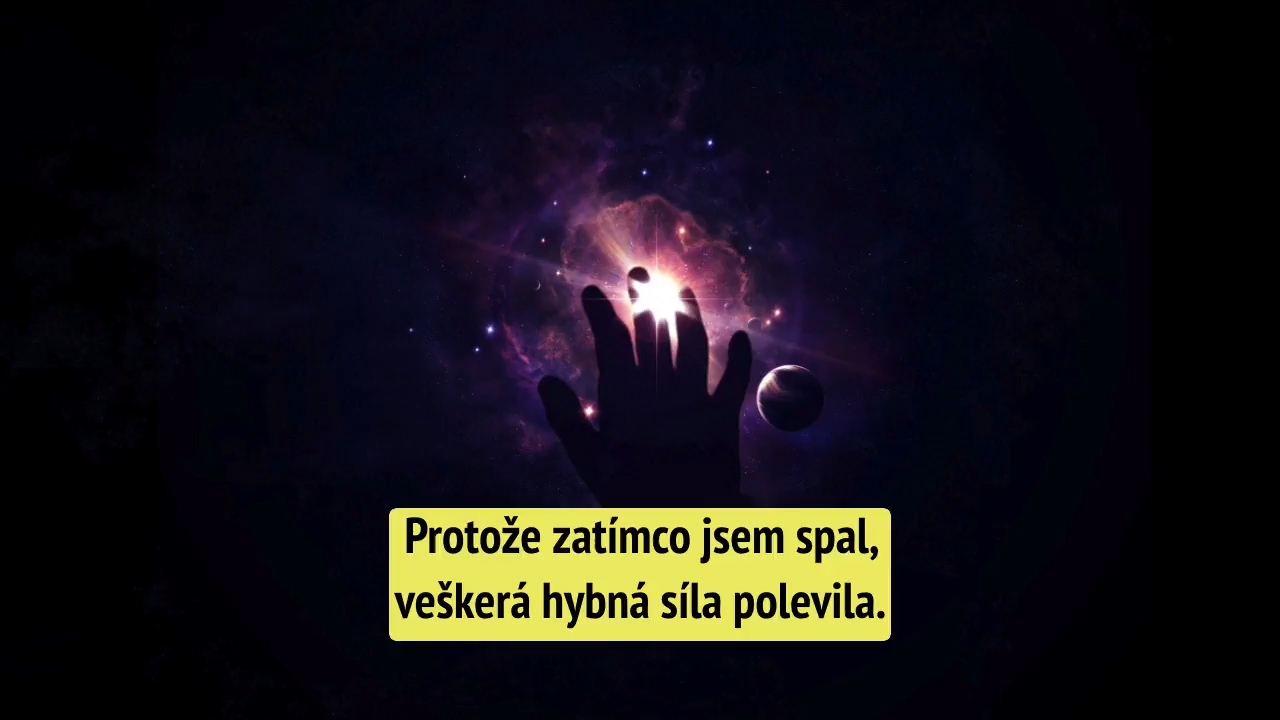 Protože zatímco jsem spal,
veškerá hybná síla polevila.